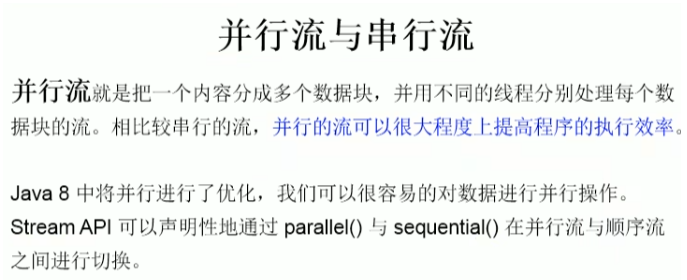 并行流与串行流
并行流就是把一个内容分成多个数据块，并用不同的线程分别处理每个数
据块的流。相比较串行的流，并行的流可以很大程度上提高程序的执行效率。
Java 8 中将并行进行了优化，我们可以很容易的对数据进行并行操作。
Stream API 可以声明性地通过 parallel() 与 sequential() 在并行流与顺序流
之间进行切换。